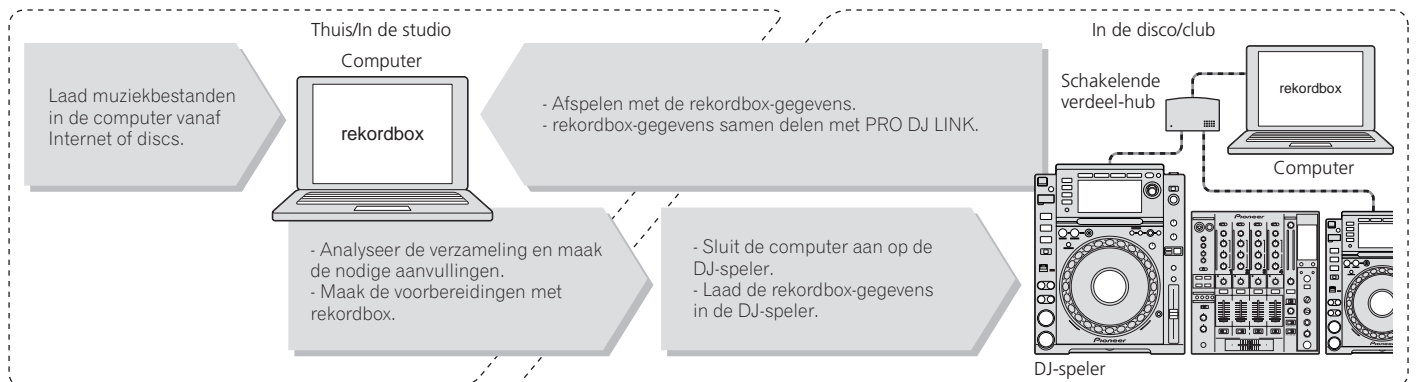 Thuis/In de studio
Computer
Laad muziekbestanden
in de computer vanaf
Internet of discs.
rekordbox
- Afspelen met de rekordbox-gegevens.
- rekordbox-gegevens samen delen met PRO DJ LINK.
- Analyseer de verzameling en maak
de nodige aanvullingen.
- Maak de voorbereidingen met
rekordbox.
- Sluit de computer aan op de
DJ-speler.
- Laad de rekordbox-gegevens
in de DJ-speler.
In de disco/club
Schakelende
verdeel-hub
rekordbox
Computer
Pioneer
Pioneer
DJ-speler